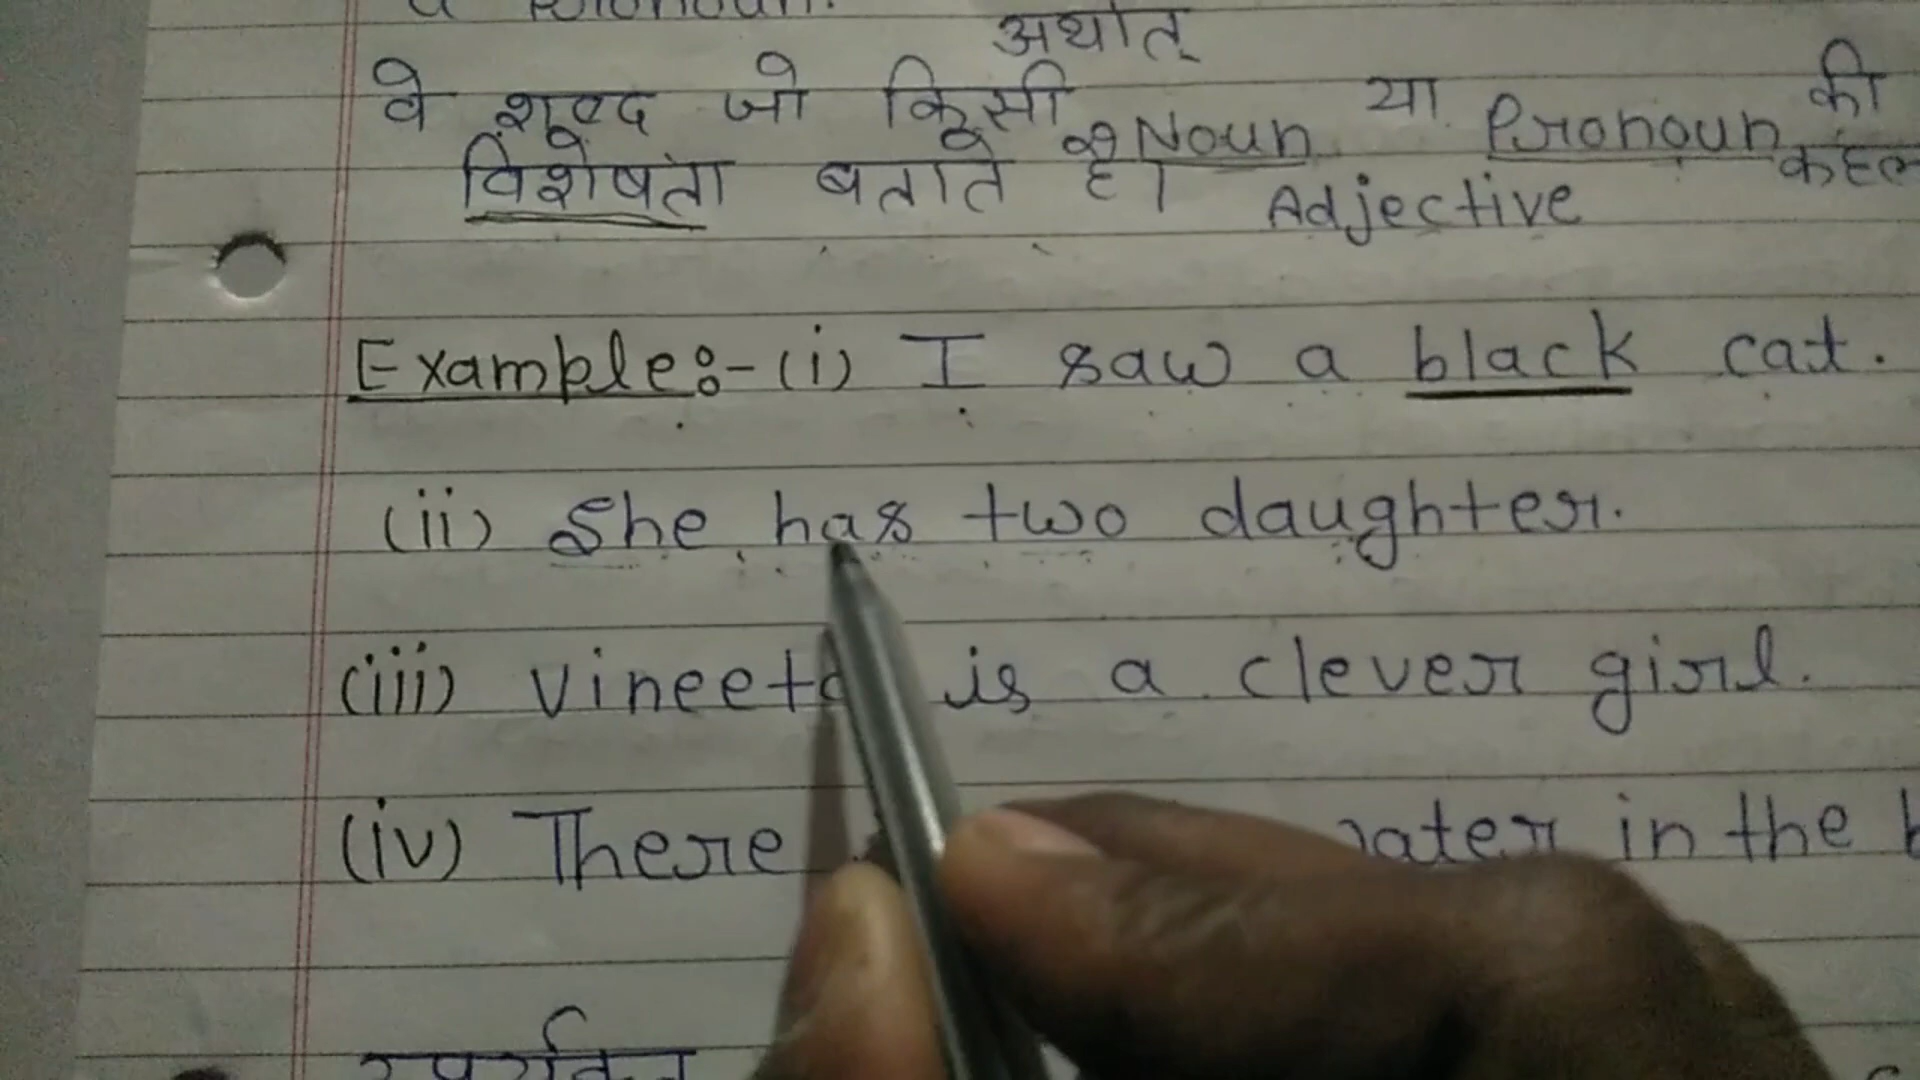 a Pronoun.
अर्थात्
वे शब्द जो किसी Noun या Pronoun की
विशेषता बताते है। वे Adjective
Example:-(i) I saw a black cat.
(ii) She has two daughter.
(iii) Vineeta is a clever girl.
(iv) There in the